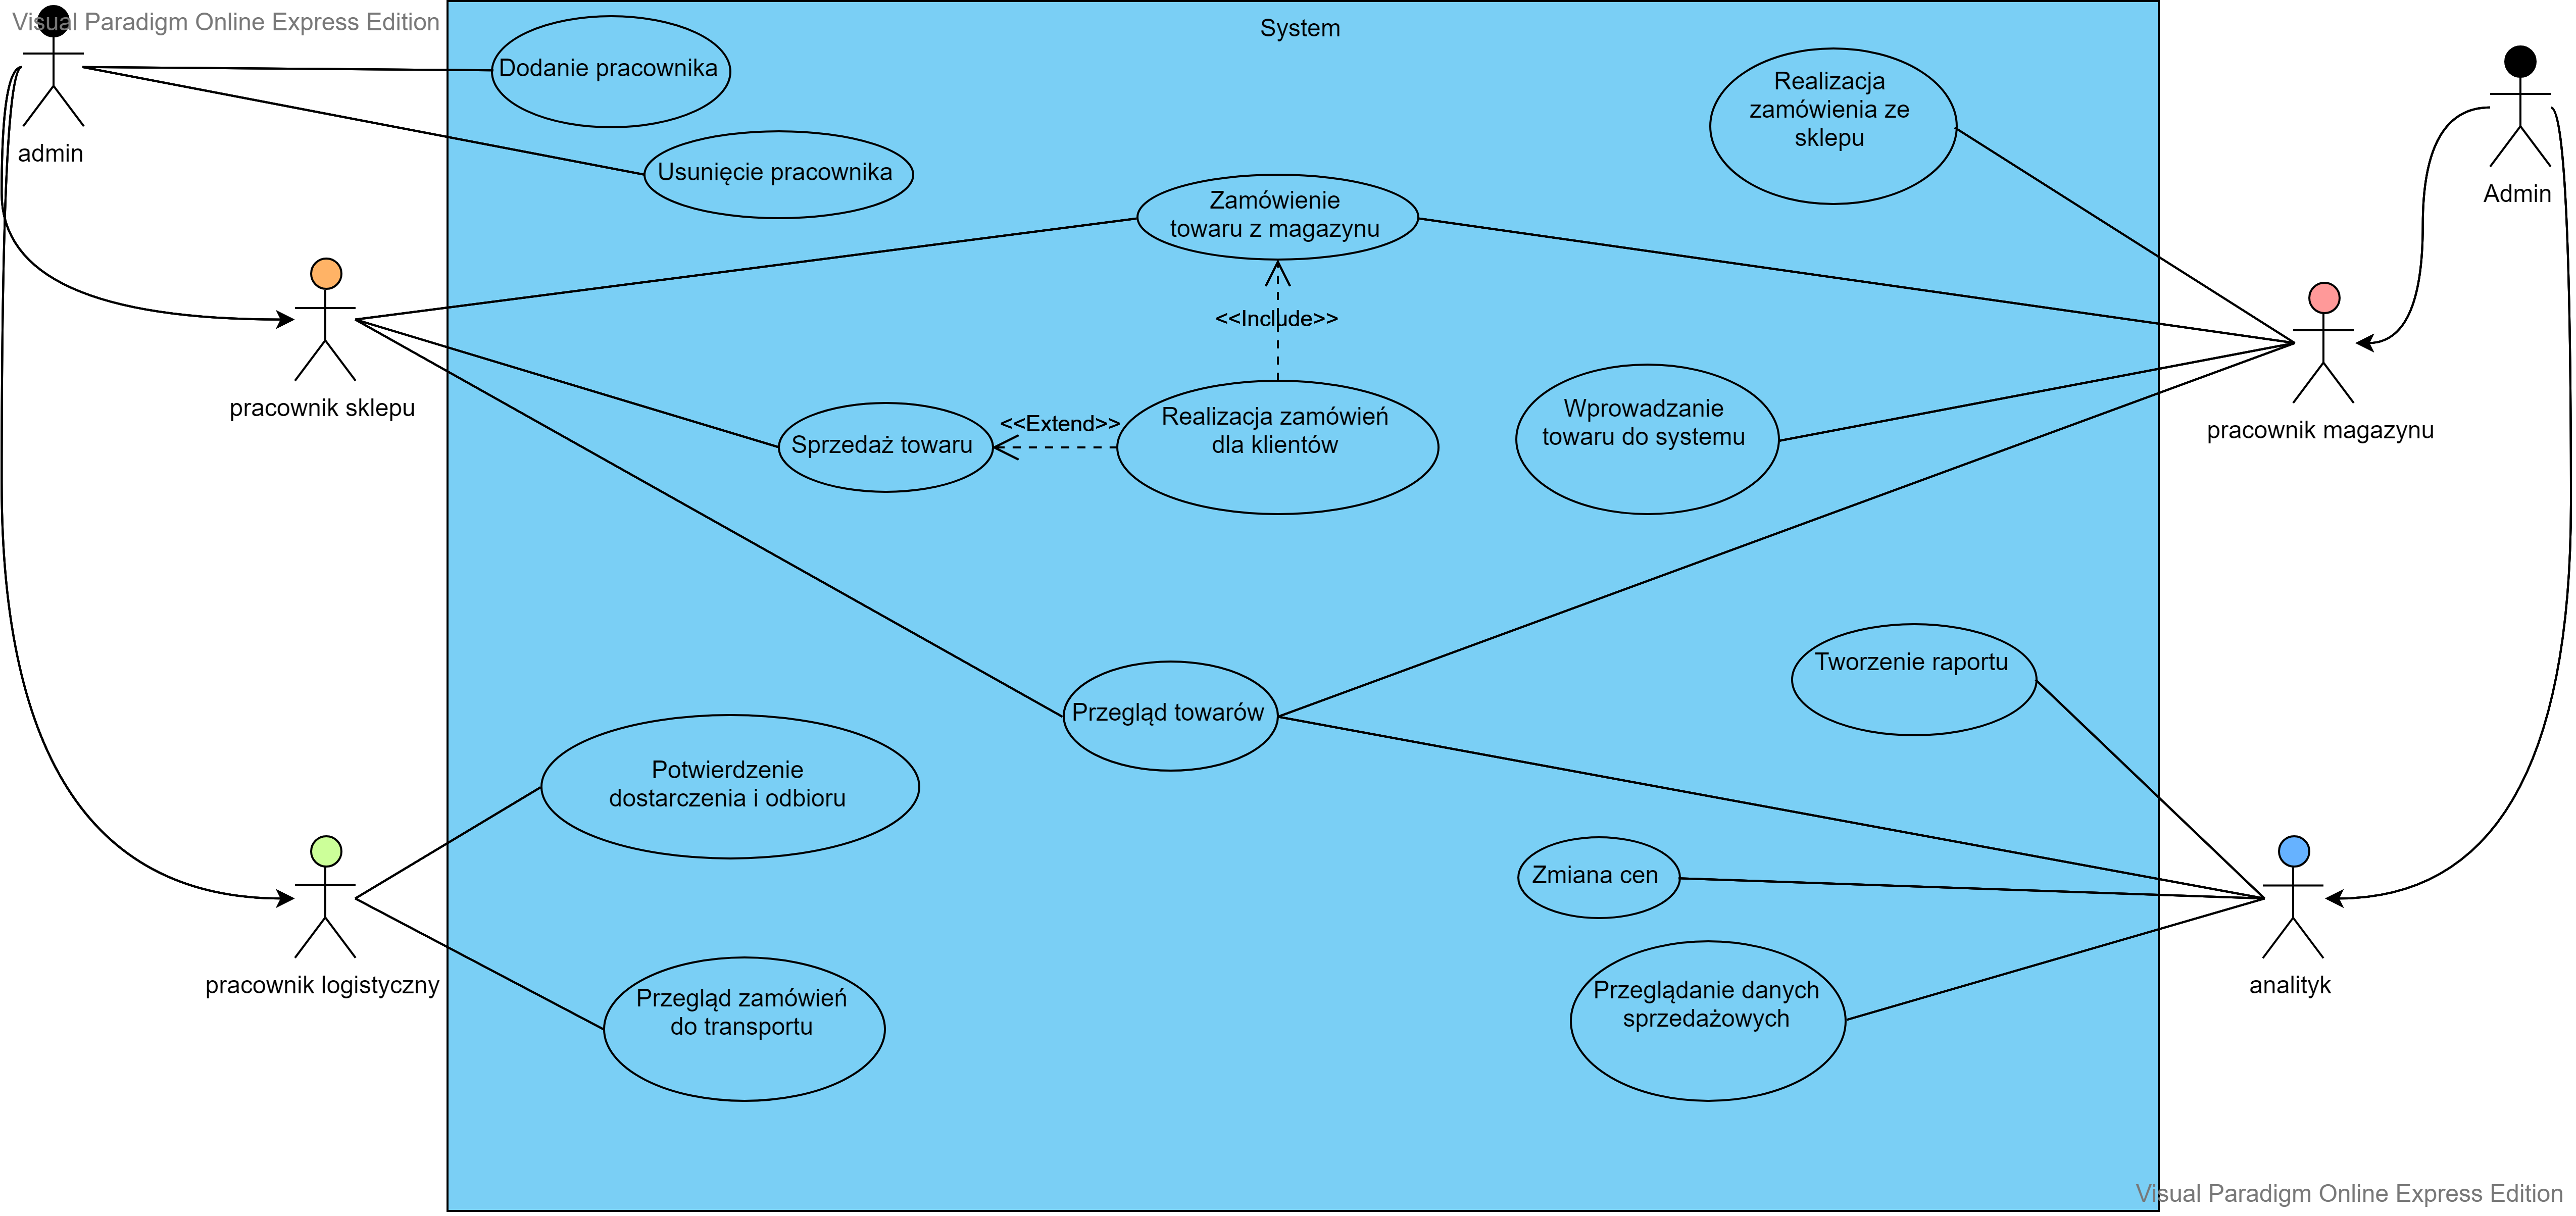 Visual Paradigm Online Express Edition
System
Dodanie pracownika
Realizacja
zamówienia ze
sklepu
admin
Usunięcie pracownika
Admin
Zamówienie
towaru z magazynu
<<Include>>
pracownik sklepu
Sprzedaż towaru
<<Extend>>
Realizacja zamówień
dla klientów
Wprowadzanie
towaru do systemu
pracownik magazynu
Tworzenie raportu
Przegląd towarów
Potwierdzenie
dostarczenia i odbioru
Zmiana cen
pracownik logistyczny
Przegląd zamówień
do transportu
Przeglądanie danych
sprzedażowych
analityk
Visual Paradigm Online Express Edition